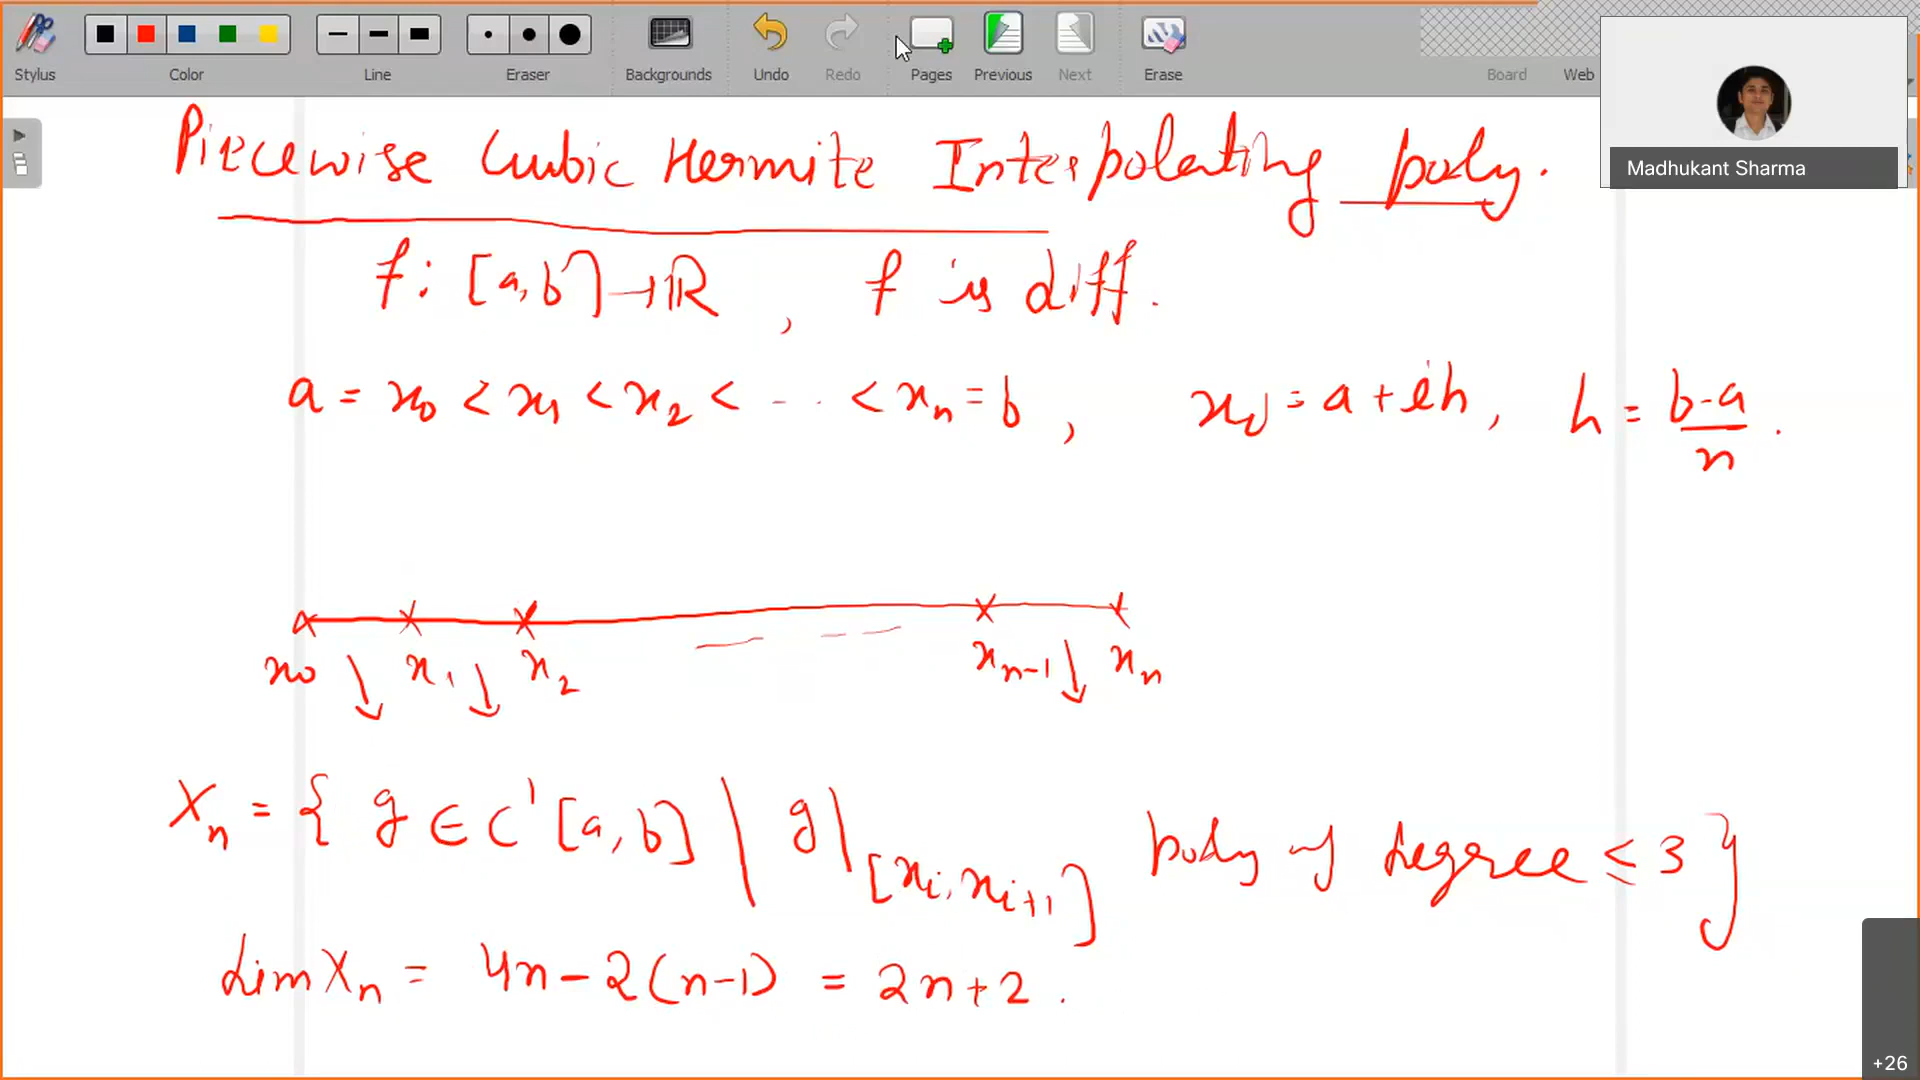 Stylus Color Line Eraser Backgrounds Undo Redo Pages Previous Next Erase Board Web
Madhukant Sharma
Piecewise Cubic Hermite Interpolating poly.
f : [a,b] → ℝ , f is diff.
a = x₀ < x₁ < x₂ < - .. < xₙ = b , xᵢ = a + ih , h = (b-a)/n .
x₀ x₁ x₂ xₙ₋₁ xₙ
Xₙ = { g ∈ C¹[a,b] | g|[xᵢ, xᵢ₊₁] poly of degree ≤ 3 }
dim Xₙ = 4n - 2(n-1) = 2n+2 .
+26